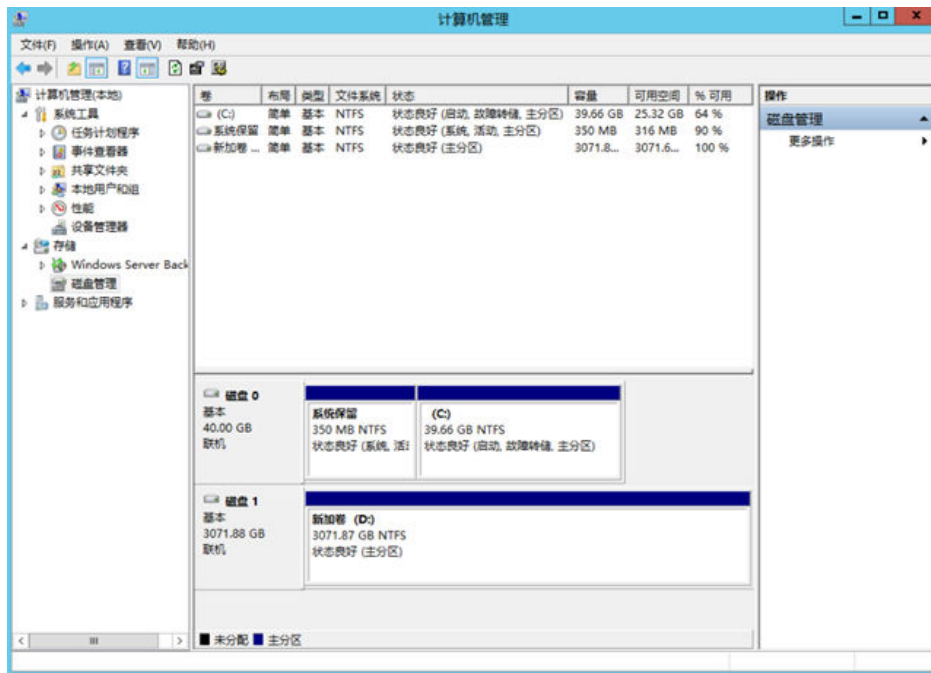 计算机管理
文件(F) 操作(A) 查看(V) 帮助(H)
计算机管理(本地)
系统工具
任务计划程序
事件查看器
共享文件夹
本地用户和组
性能
设备管理器
存储
Windows Server Back
磁盘管理
服务和应用程序
卷 布局 类型 文件系统 状态 容量 可用空间 % 可用
(C:) 简单 基本 NTFS 状态良好 (启动, 故障转储, 主分区) 39.66 GB 25.32 GB 64 %
系统保留 简单 基本 NTFS 状态良好 (系统, 活动, 主分区) 350 MB 316 MB 90 %
新加卷 ... 简单 基本 NTFS 状态良好 (主分区) 3071.8... 3071.6... 100 %
磁盘 0
基本
40.00 GB
联机
系统保留
350 MB NTFS
状态良好 (系统, 活
(C:)
39.66 GB NTFS
状态良好 (启动, 故障转储, 主分区)
磁盘 1
基本
3071.88 GB
联机
新加卷 (D:)
3071.87 GB NTFS
状态良好 (主分区)
未分配 主分区
操作
磁盘管理
更多操作